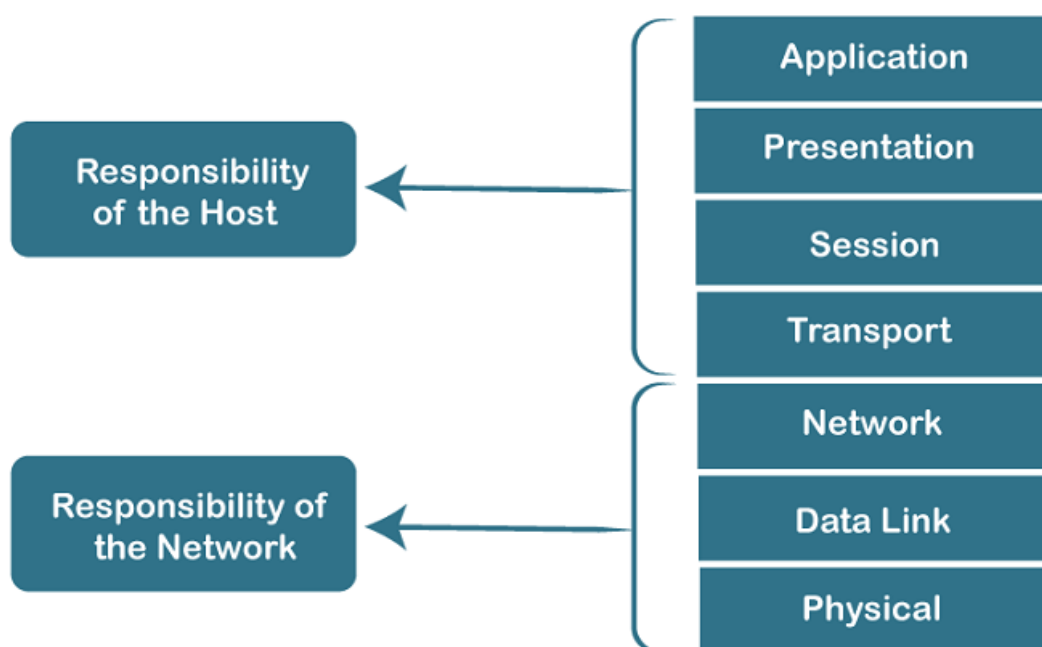 Application
Presentation
Responsibility
of the Host
Session
Transport
Network
Responsibility of
the Network
Data Link
Physical